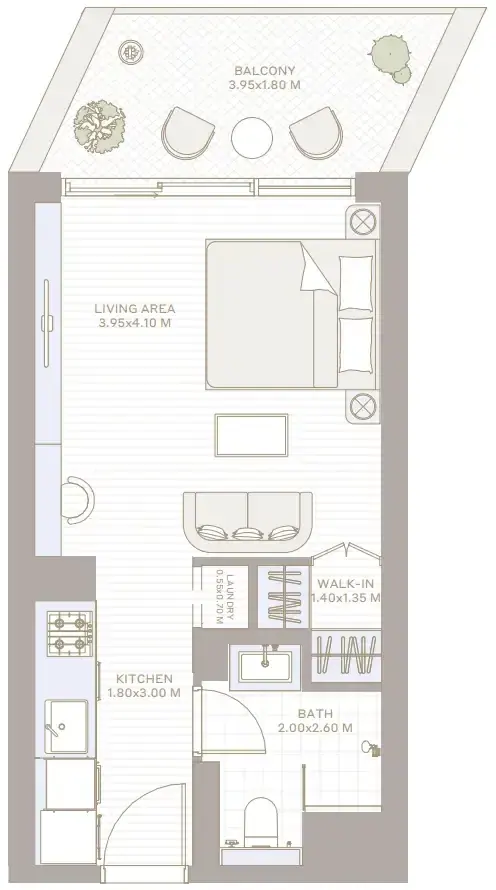 BALCONY
3.95x1.80 M
LIVING AREA
3.95x4.10 M
LAUNDRY
0.55x0.70 M
WALK-IN
1.40x1.35 M
KITCHEN
1.80x3.00 M
BATH
2.00x2.60 M